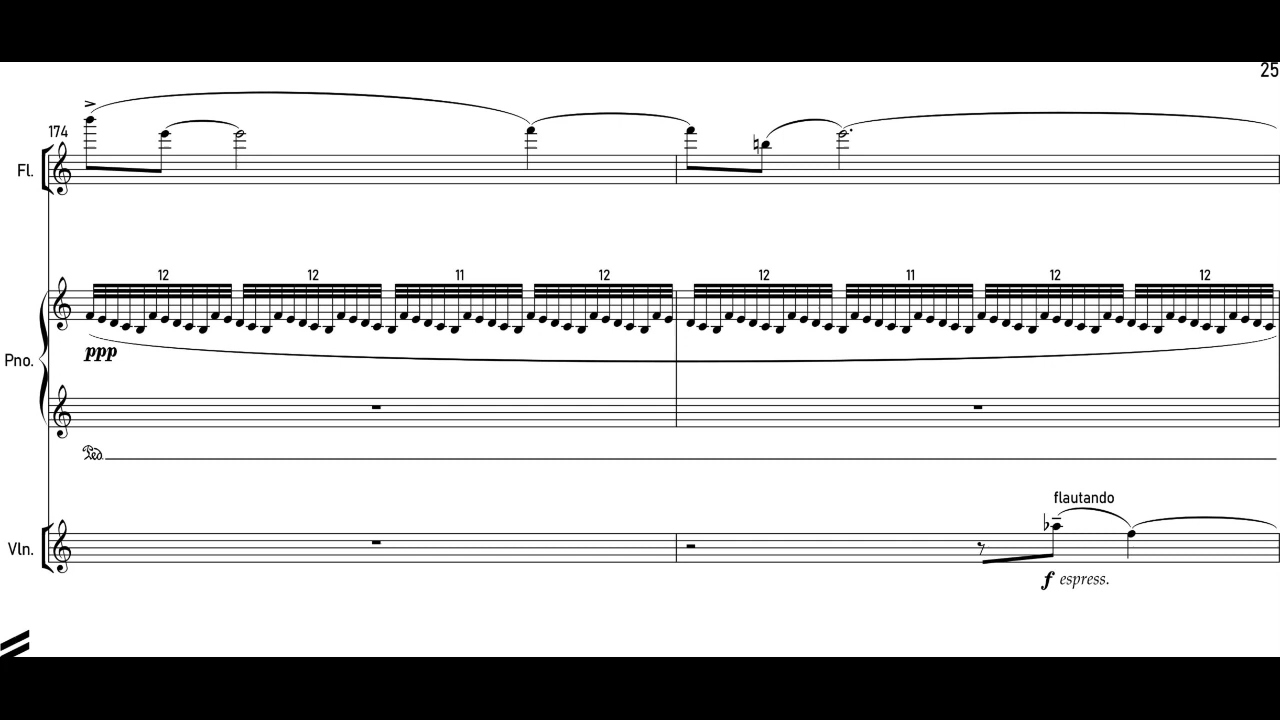 25
174
Fl.
12 12 11 12 12 11 12 12
ppp
Pno.
Ped
flautando
Vln.
f espress.